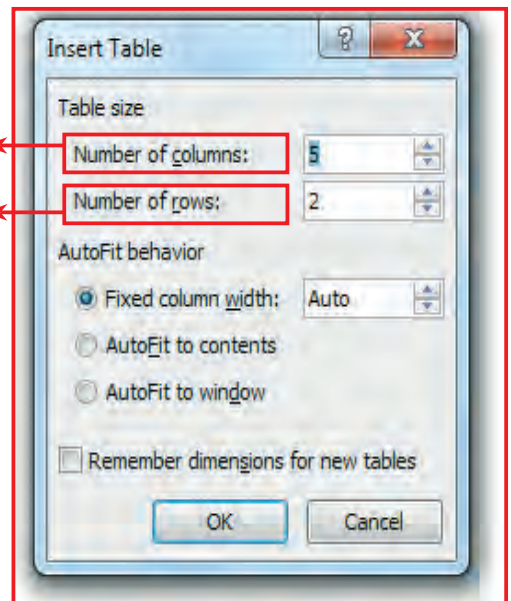 Insert Table
Table size
Number of columns: 5
Number of rows: 2
AutoFit behavior
Fixed column width: Auto
AutoFit to contents
AutoFit to window
Remember dimensions for new tables
OK Cancel